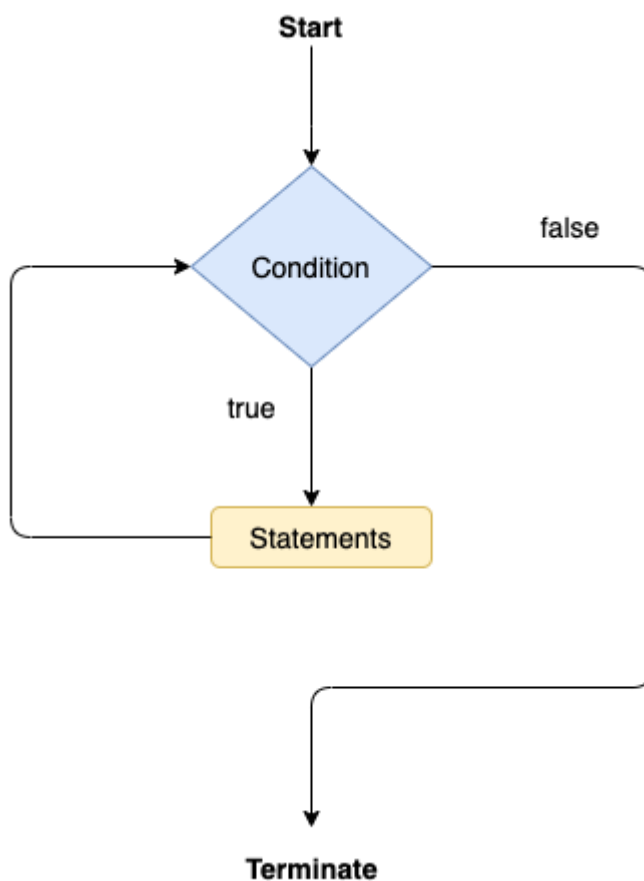 Start
false
Condition
true
Statements
Terminate